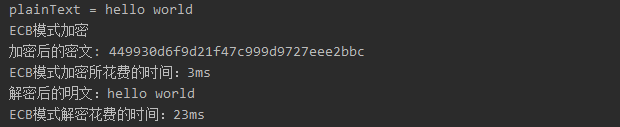 plainText = hello world
ECB模式加密
加密后的密文: 449930d6f9d21f47c999d9727eee2bbc
ECB模式加密所花费的时间：3ms
解密后的明文：hello world
ECB模式解密花费的时间：23ms